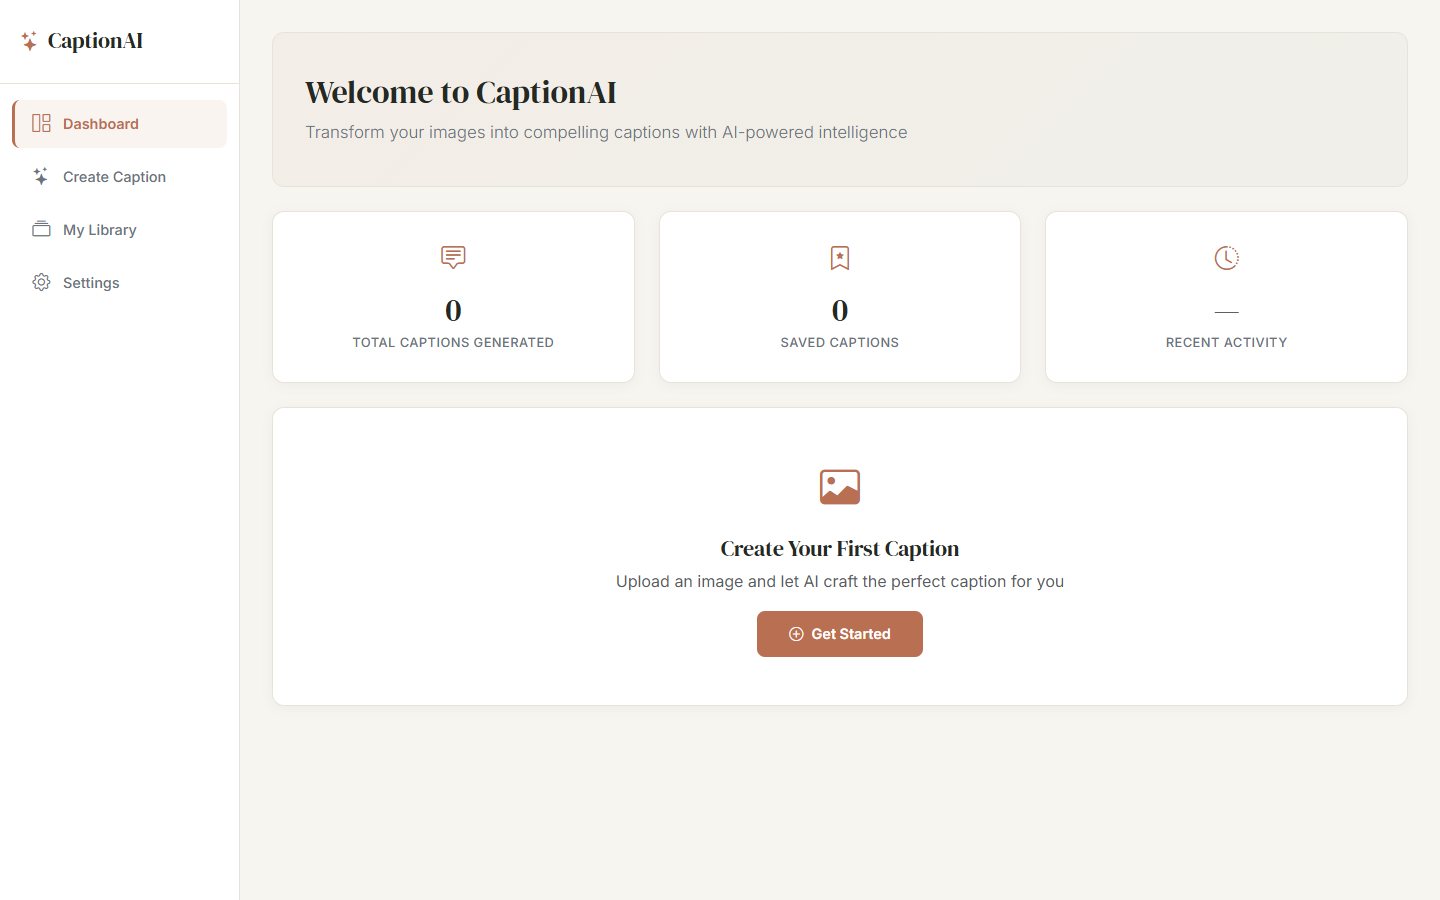 CaptionAI
Dashboard
Create Caption
My Library
Settings
Welcome to CaptionAI
Transform your images into compelling captions with AI-powered intelligence
0
TOTAL CAPTIONS GENERATED
0
SAVED CAPTIONS
—
RECENT ACTIVITY
Create Your First Caption
Upload an image and let AI craft the perfect caption for you
Get Started